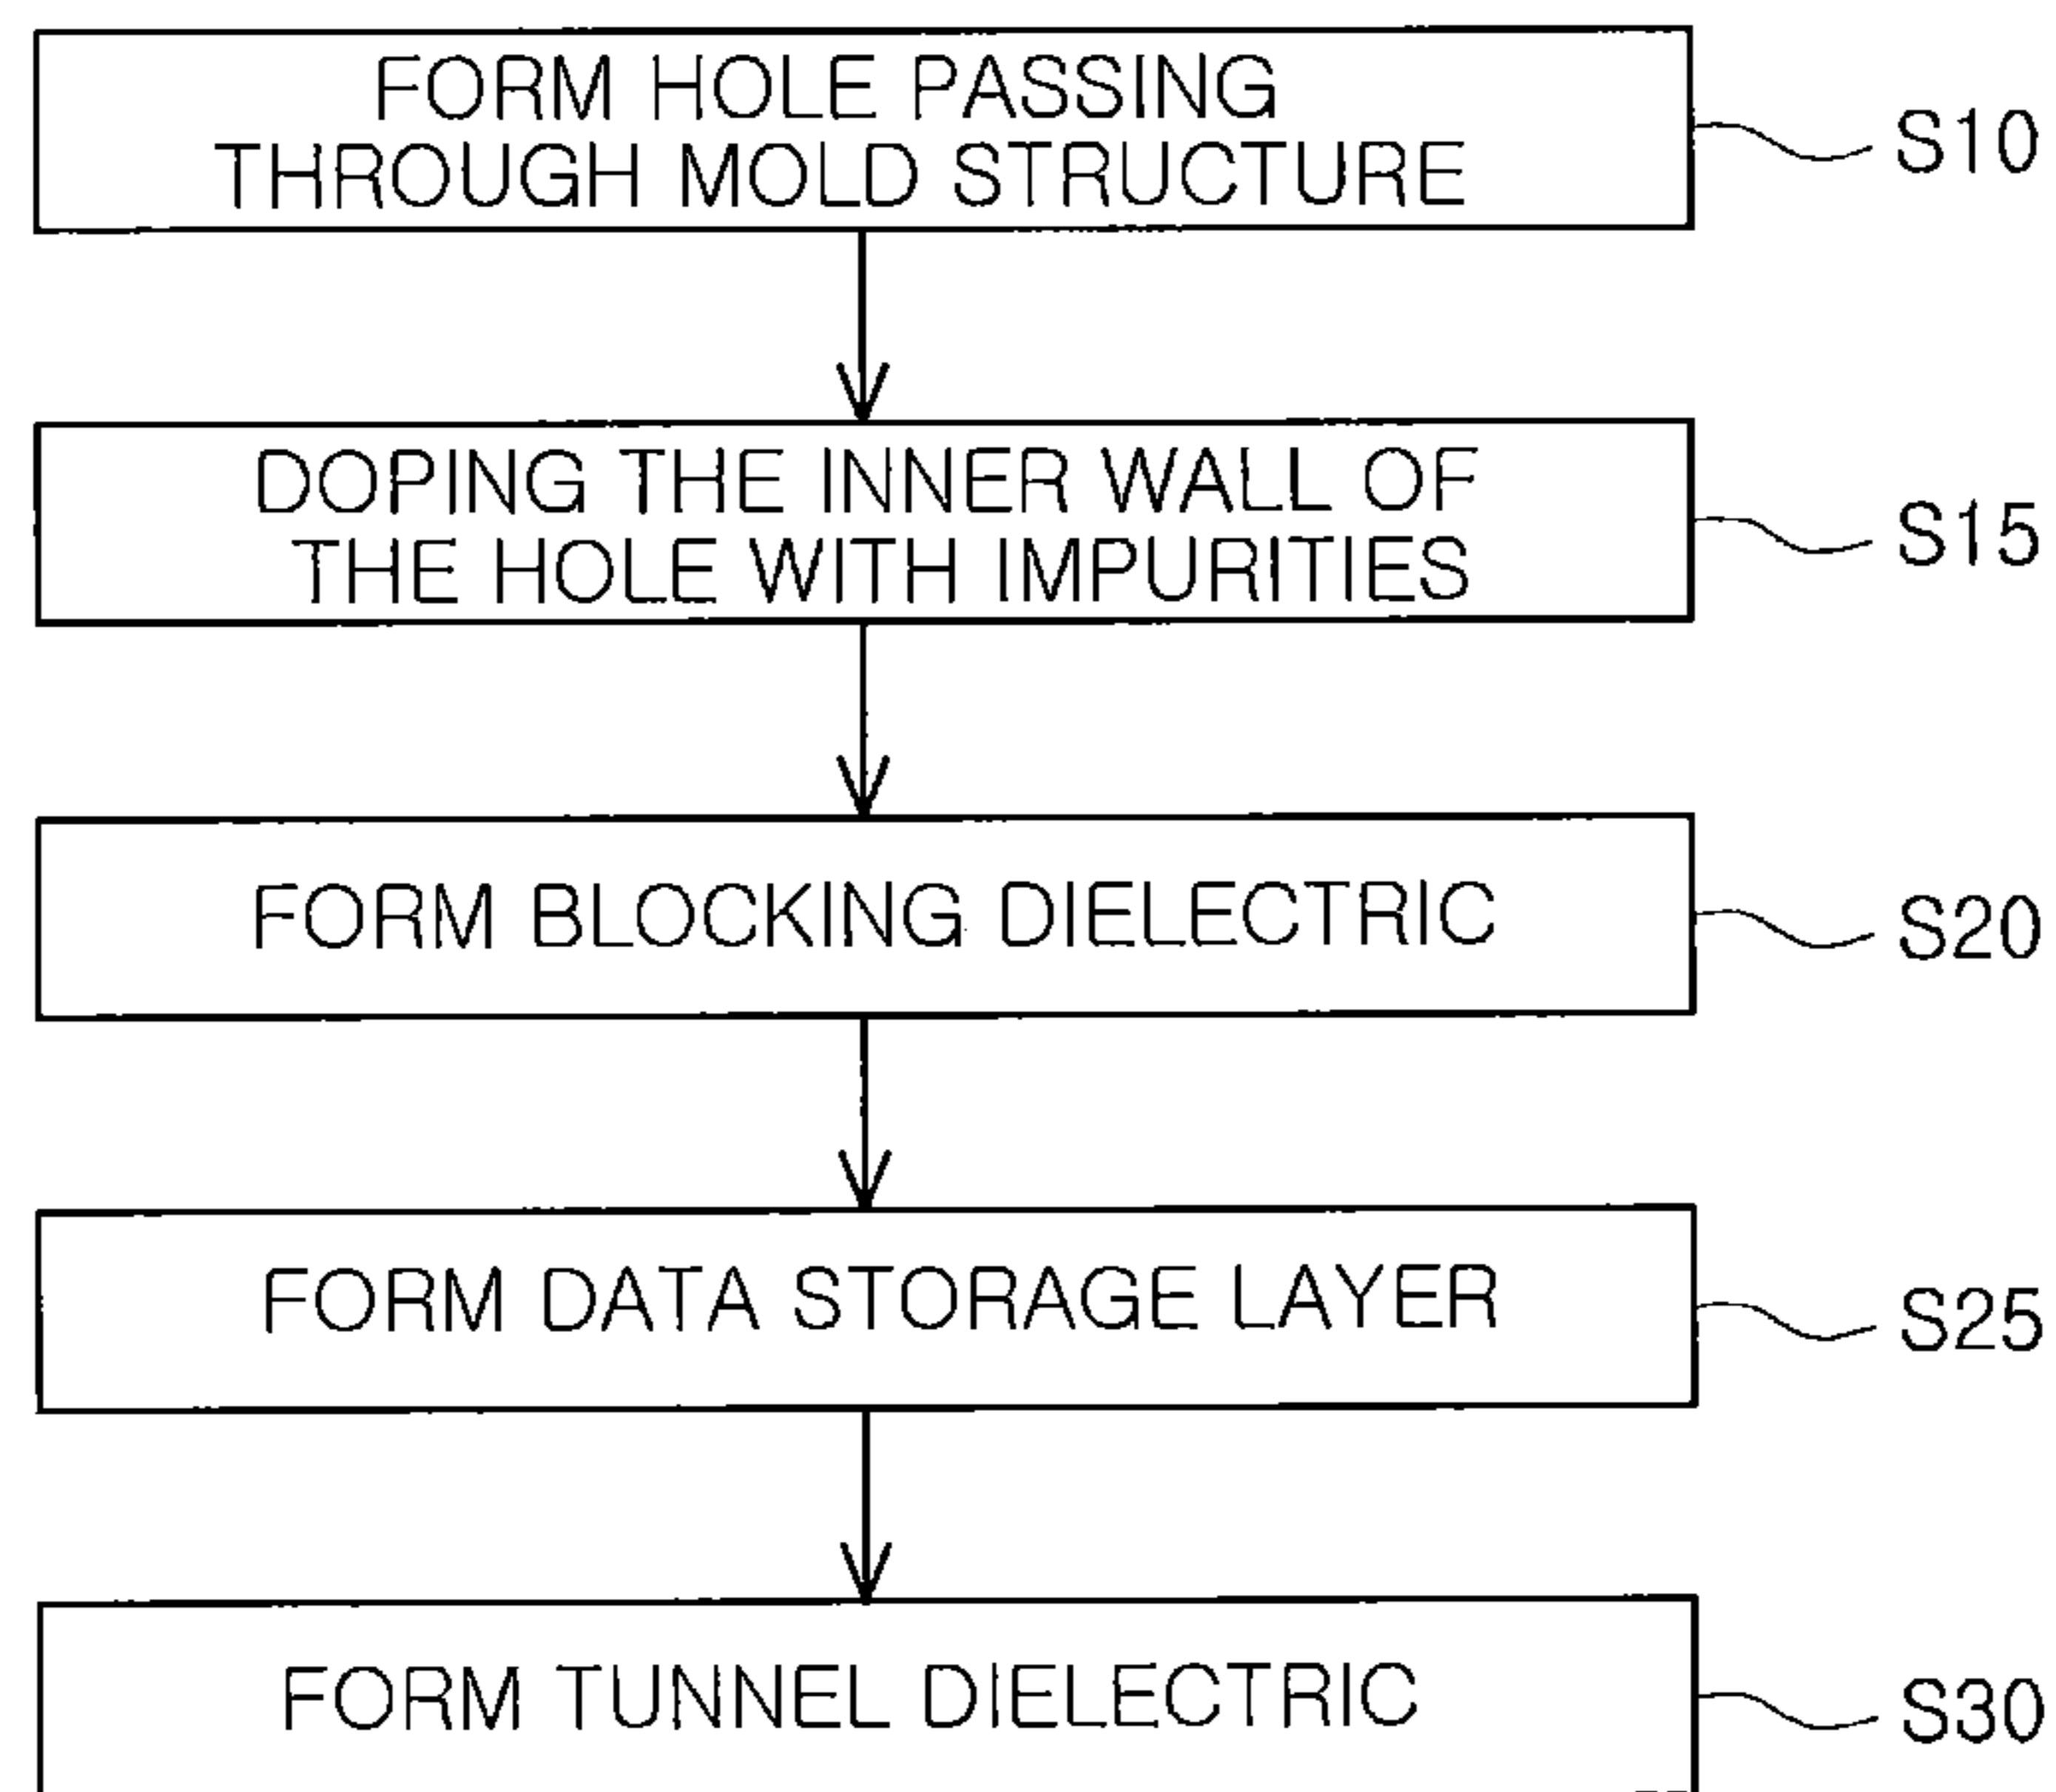 FORM HOLE PASSING
THROUGH MOLD STRUCTURE
S10
DOPING THE INNER WALL OF
THE HOLE WITH IMPURITIES
S15
FORM BLOCKING DIELECTRIC
S20
FORM DATA STORAGE LAYER
S25
FORM TUNNEL DIELECTRIC
S30